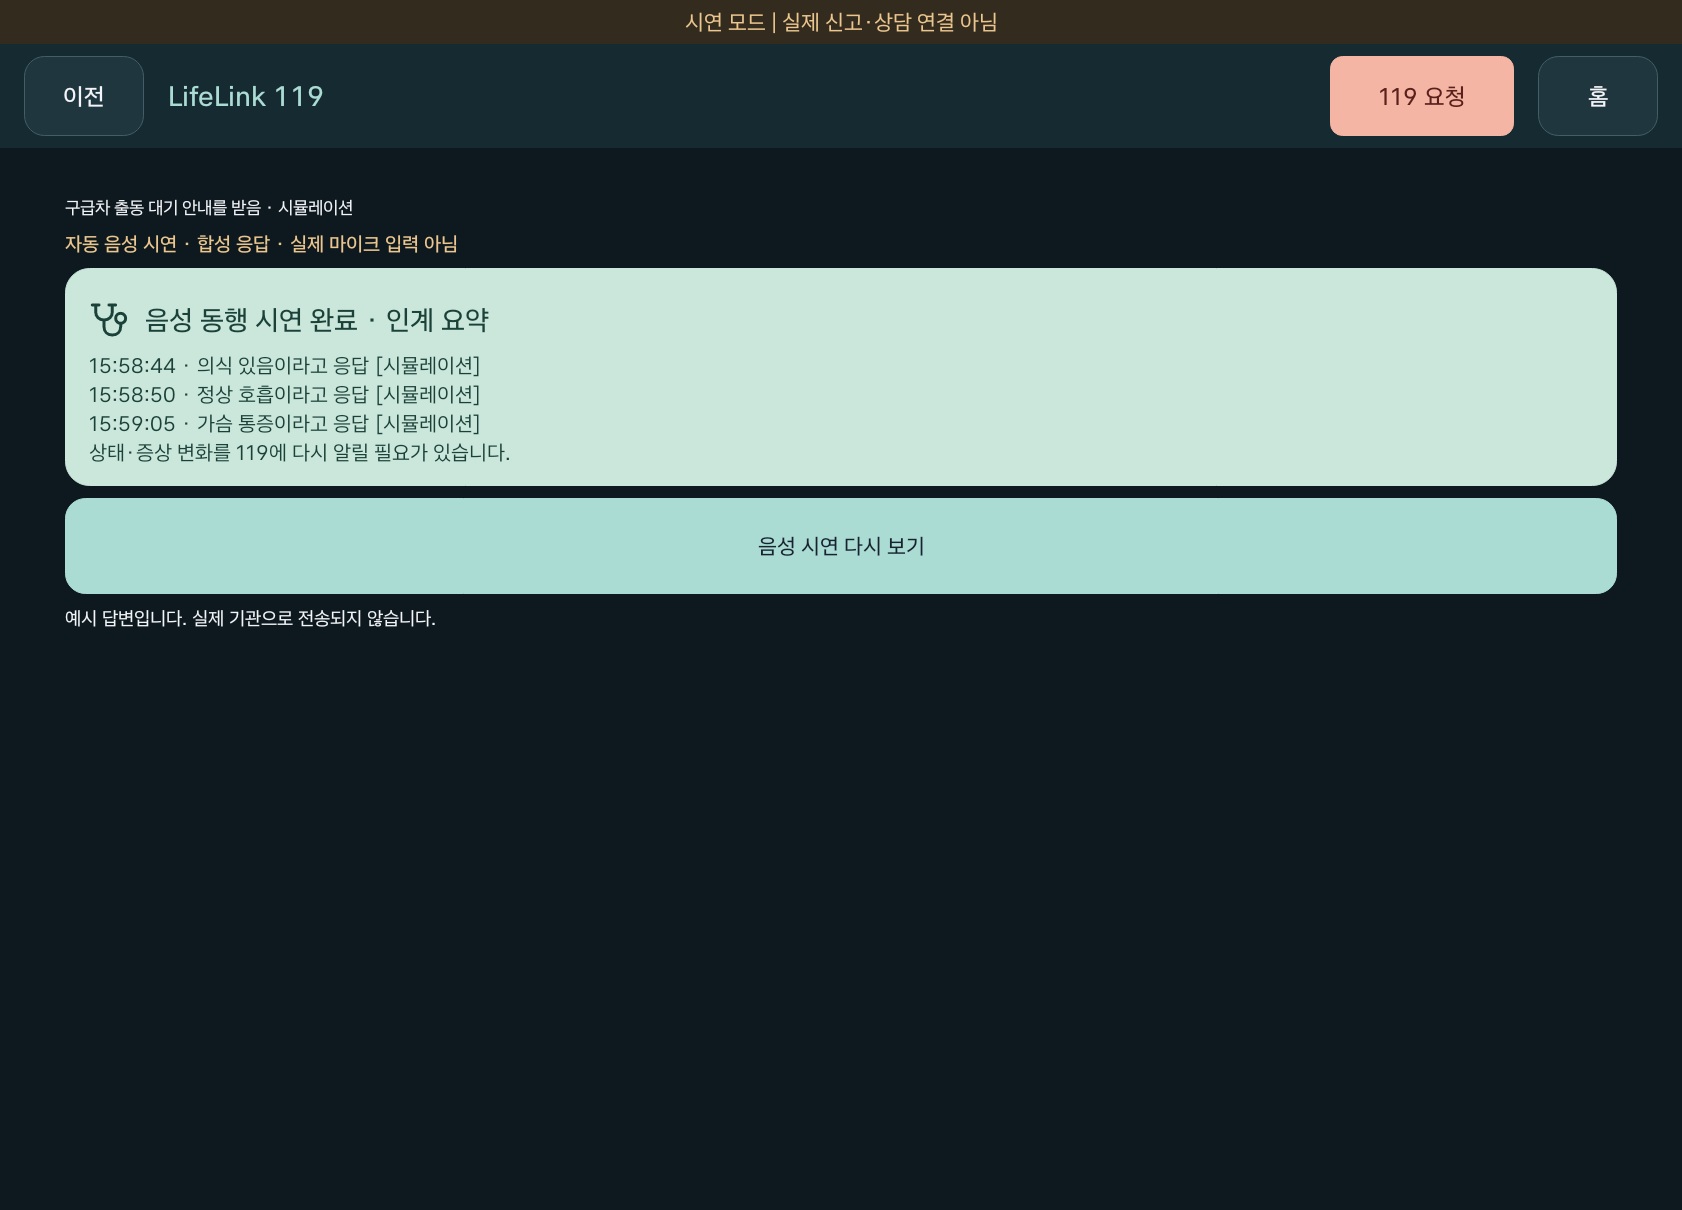 시연 모드 | 실제 신고·상담 연결 아님
이전
LifeLink 119
119 요청
홈
구급차 출동 대기 안내를 받음 · 시뮬레이션
자동 음성 시연 · 합성 응답 · 실제 마이크 입력 아님
음성 동행 시연 완료 · 인계 요약
15:58:44 · 의식 있음이라고 응답 [시뮬레이션]
15:58:50 · 정상 호흡이라고 응답 [시뮬레이션]
15:59:05 · 가슴 통증이라고 응답 [시뮬레이션]
상태·증상 변화를 119에 다시 알릴 필요가 있습니다.
음성 시연 다시 보기
예시 답변입니다. 실제 기관으로 전송되지 않습니다.